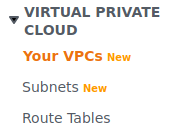 VIRTUAL PRIVATE
CLOUD
Your VPCs New
Subnets New
Route Tables